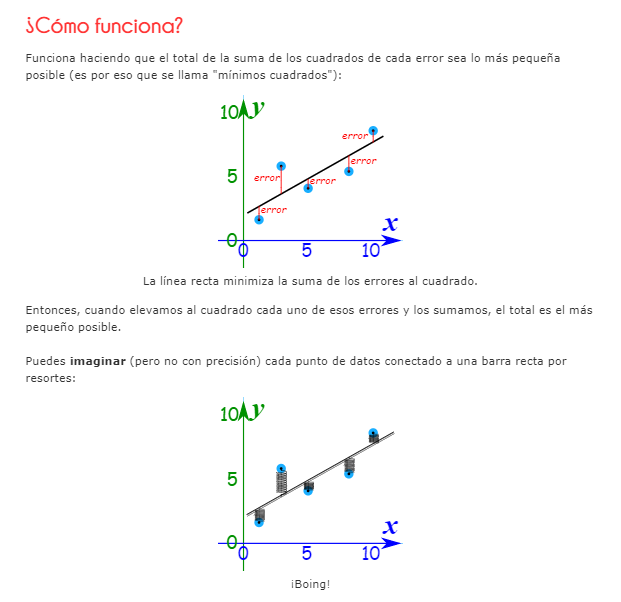 ¿Cómo funciona?
Funciona haciendo que el total de la suma de los cuadrados de cada error sea lo más pequeña
posible (es por eso que se llama "mínimos cuadrados"):
10 y
error
error
5 error error
error
x
0
0 5 10
La línea recta minimiza la suma de los errores al cuadrado.
Entonces, cuando elevamos al cuadrado cada uno de esos errores y los sumamos, el total es el más
pequeño posible.
Puedes imaginar (pero no con precisión) cada punto de datos conectado a una barra recta por
resortes:
10 y
5
x
0
0 5 10
¡Boing!